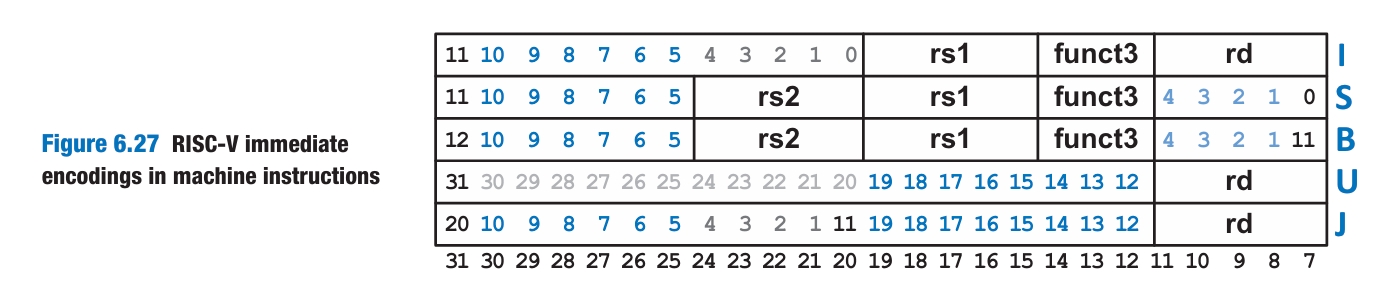 11 10 9 8 7 6 5 4 3 2 1 0 rs1 funct3 rd I
11 10 9 8 7 6 5 rs2 rs1 funct3 4 3 2 1 0 S
12 10 9 8 7 6 5 rs2 rs1 funct3 4 3 2 1 11 B
31 30 29 28 27 26 25 24 23 22 21 20 19 18 17 16 15 14 13 12 rd U
20 10 9 8 7 6 5 4 3 2 1 11 19 18 17 16 15 14 13 12 rd J
31 30 29 28 27 26 25 24 23 22 21 20 19 18 17 16 15 14 13 12 11 10 9 8 7
Figure 6.27 RISC-V immediate
encodings in machine instructions